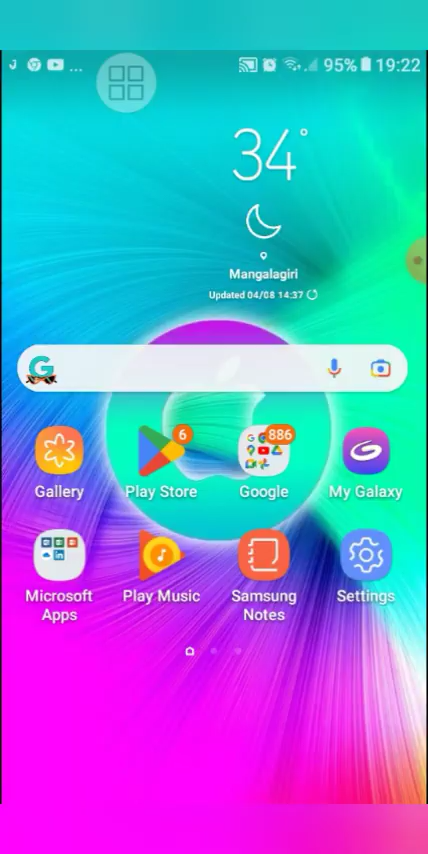 ... 95% 19:22
34°
Mangalagiri
Updated 04/08 14:37
G
6
886
Gallery
Play Store
Google
My Galaxy
Microsoft
Apps
Play Music
Samsung
Notes
Settings